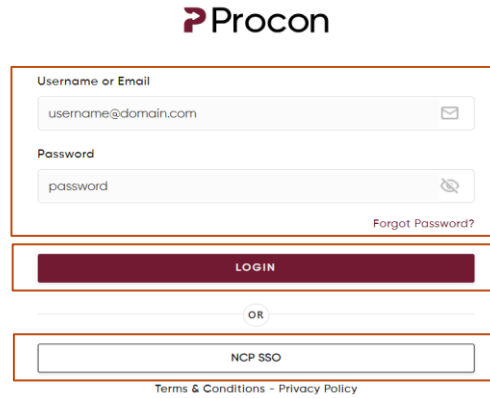 Procon
Username or Email
username@domain.com
Password
password
Forgot Password?
LOGIN
OR
NCP SSO
Terms & Conditions - Privacy Policy